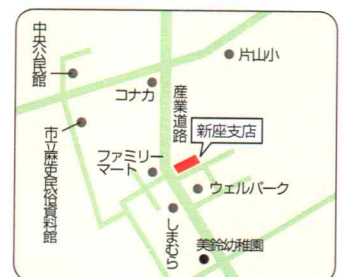 中央公民館
片山小
コナカ
産業道路
新座支店
市立歴史民俗資料館
ファミリー
マート
ウェルパーク
しまむら
美鈴幼稚園